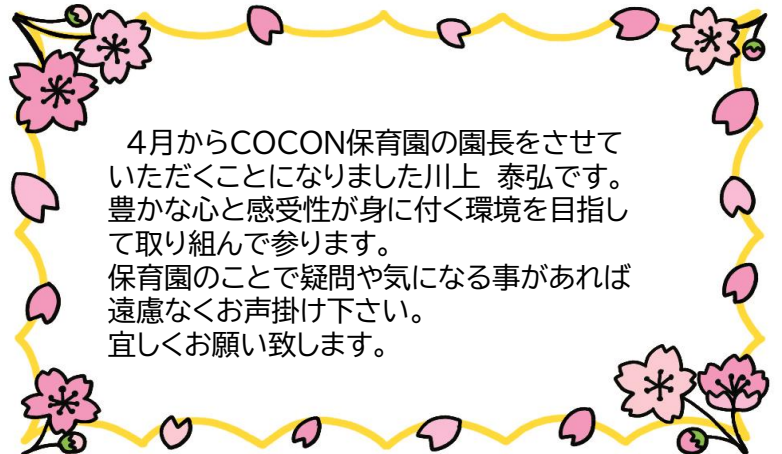 ４月からCOCON保育園の園長をさせて
いただくことになりました川上　泰弘です。
豊かな心と感受性が身に付く環境を目指し
て取り組んで参ります。
保育園のことで疑問や気になる事があれば
遠慮なくお声掛け下さい。
宜しくお願い致します。